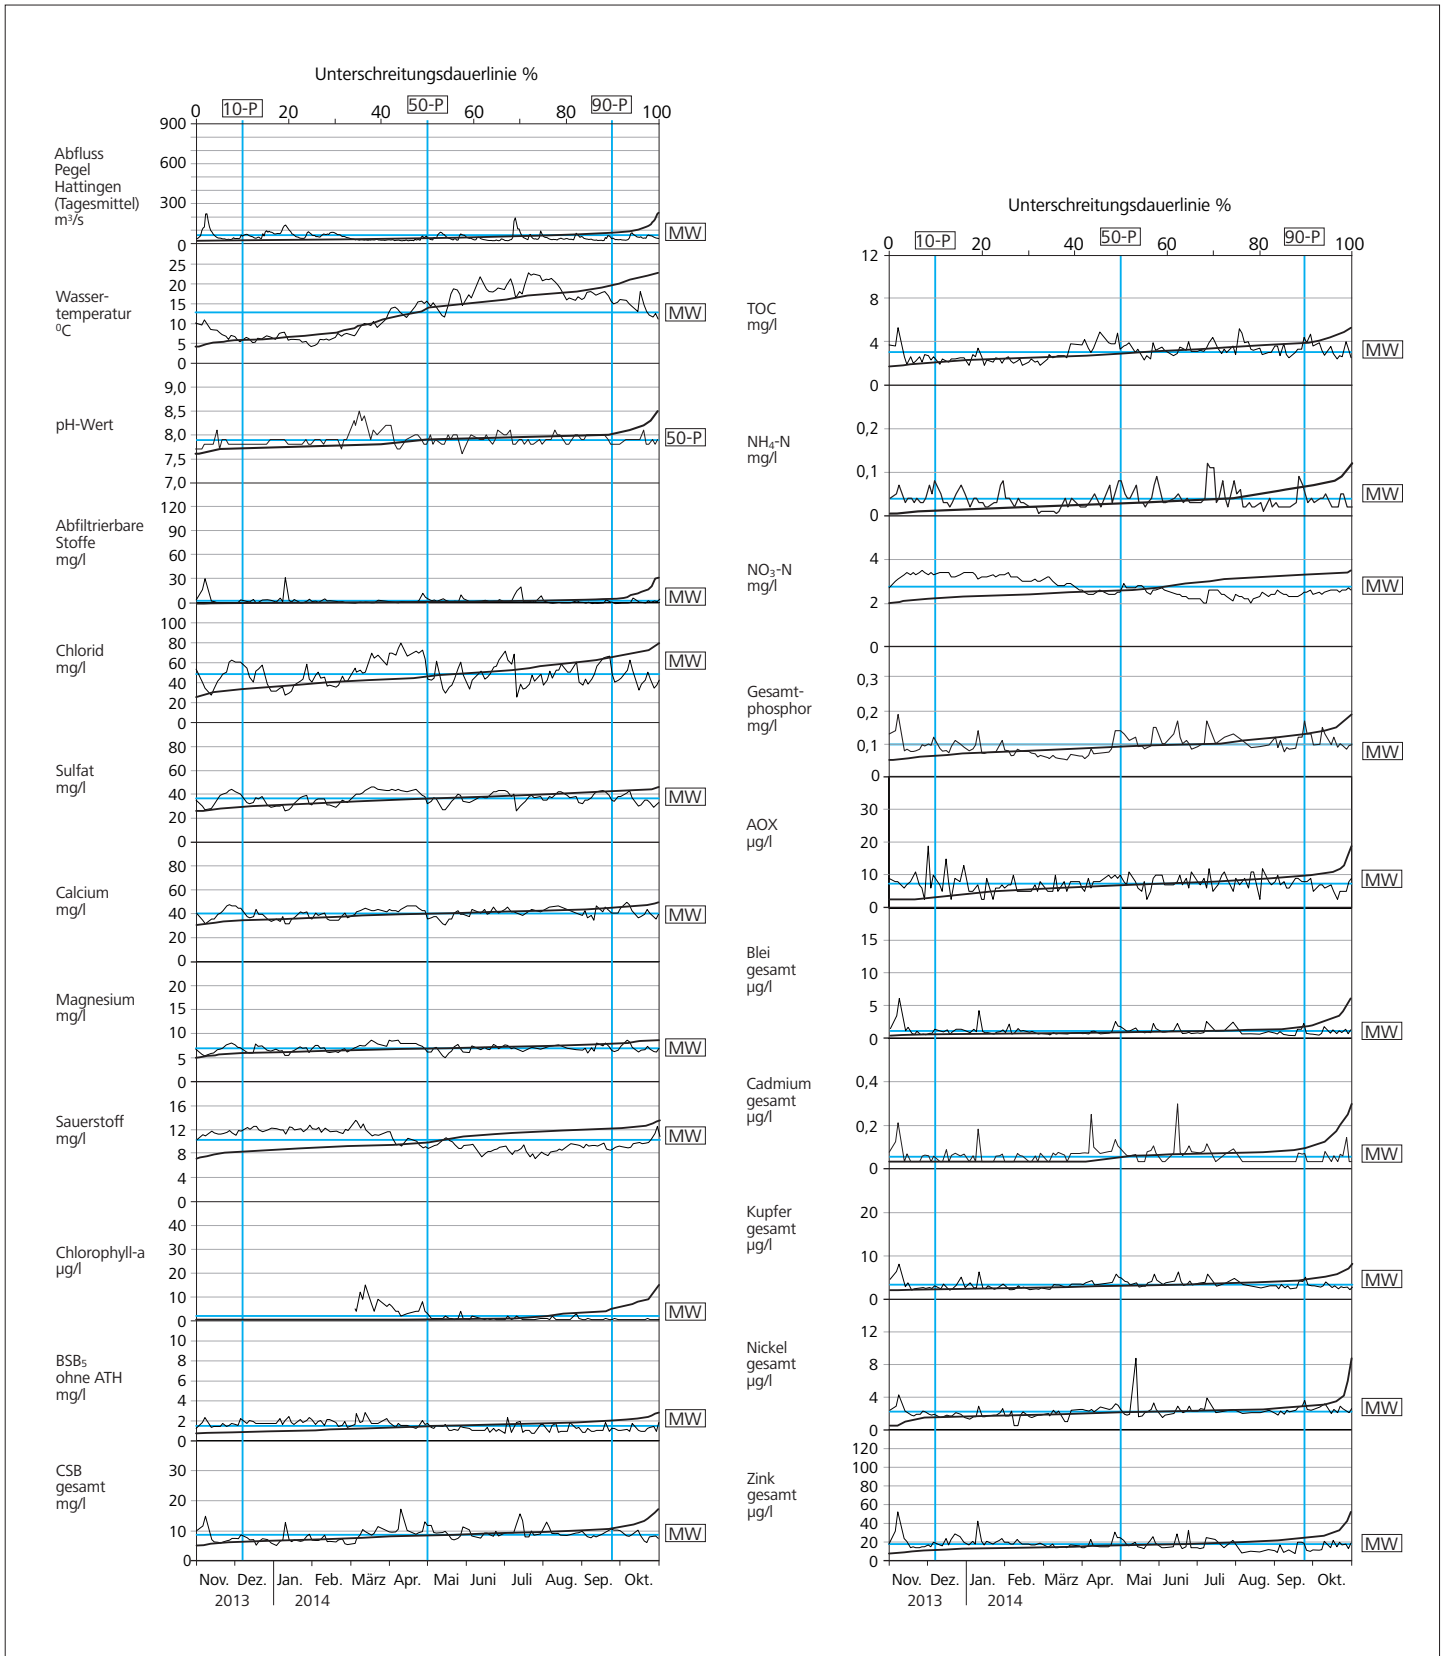 Unterschreitungsdauerlinie %
0 10-P 20 40 50-P 60 80 90-P 100
Abfluss
Pegel
Hattingen
(Tagesmittel)
m³/s
900
600
300
0
MW
Wasser-
temperatur
⁰C
25
20
15
10
5
0
MW
pH-Wert
9,0
8,5
8,0
7,5
7,0
50-P
Abfiltrierbare
Stoffe
mg/l
120
90
60
30
0
MW
Chlorid
mg/l
100
80
60
40
20
0
MW
Sulfat
mg/l
80
60
40
20
0
MW
Calcium
mg/l
80
60
40
20
0
MW
Magnesium
mg/l
20
15
10
5
0
MW
Sauerstoff
mg/l
16
12
8
4
0
MW
Chlorophyll-a
µg/l
40
30
20
10
0
MW
BSB₅
ohne ATH
mg/l
10
8
6
4
2
0
MW
CSB
gesamt
mg/l
30
20
10
0
MW
Nov. Dez. Jan. Feb. März Apr. Mai Juni Juli Aug. Sep. Okt.
2013 2014
Unterschreitungsdauerlinie %
0 10-P 20 40 50-P 60 80 90-P 100
TOC
mg/l
12
8
4
0
MW
NH₄-N
mg/l
0,2
0,1
0
MW
NO₃-N
mg/l
4
2
0
MW
Gesamt-
phosphor
mg/l
0,3
0,2
0,1
0
MW
AOX
µg/l
30
20
10
0
MW
Blei
gesamt
µg/l
15
10
5
0
MW
Cadmium
gesamt
µg/l
0,4
0,2
0
MW
Kupfer
gesamt
µg/l
20
10
0
MW
Nickel
gesamt
µg/l
12
8
4
0
MW
Zink
gesamt
µg/l
120
100
80
60
40
20
0
MW
Nov. Dez. Jan. Feb. März Apr. Mai Juni Juli Aug. Sep. Okt.
2013 2014